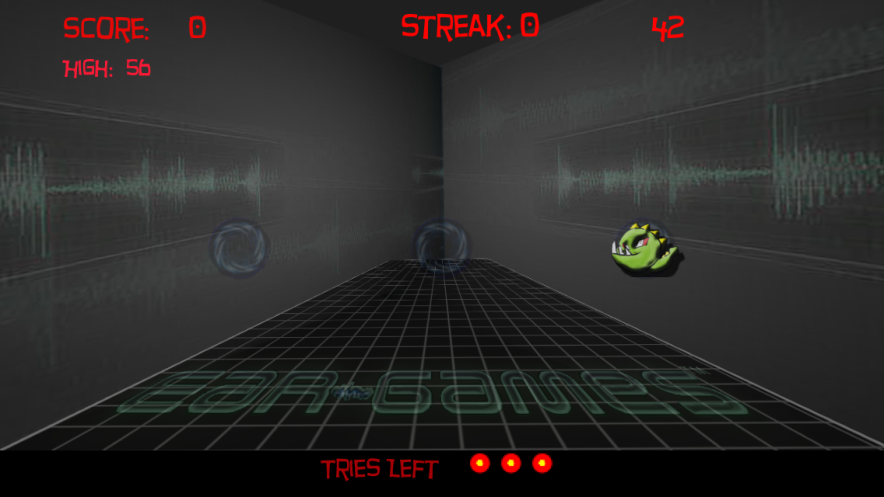 SCORE: 0
STREAK: 0
42
HIGH: 56
EAR-GAMES
TRIES LEFT